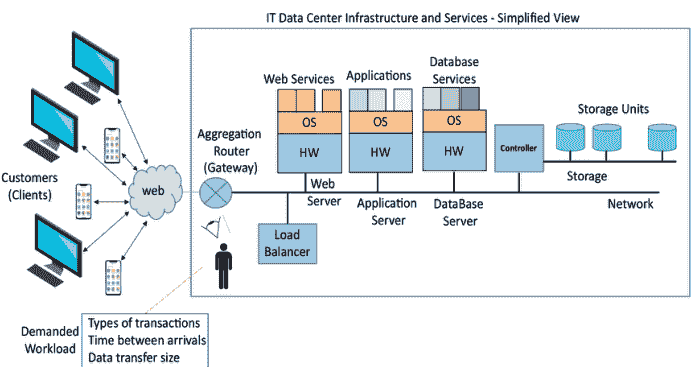 IT Data Center Infrastructure and Services - Simplified View
Web Services
Applications
Database
Services
OS
OS
OS
HW
HW
HW
Aggregation
Router
(Gateway)
Controller
Storage Units
Storage
Customers
(Clients)
web
Web
Server
Application
Server
DataBase
Server
Network
Load
Balancer
Demanded
Workload
Types of transactions
Time between arrivals
Data transfer size